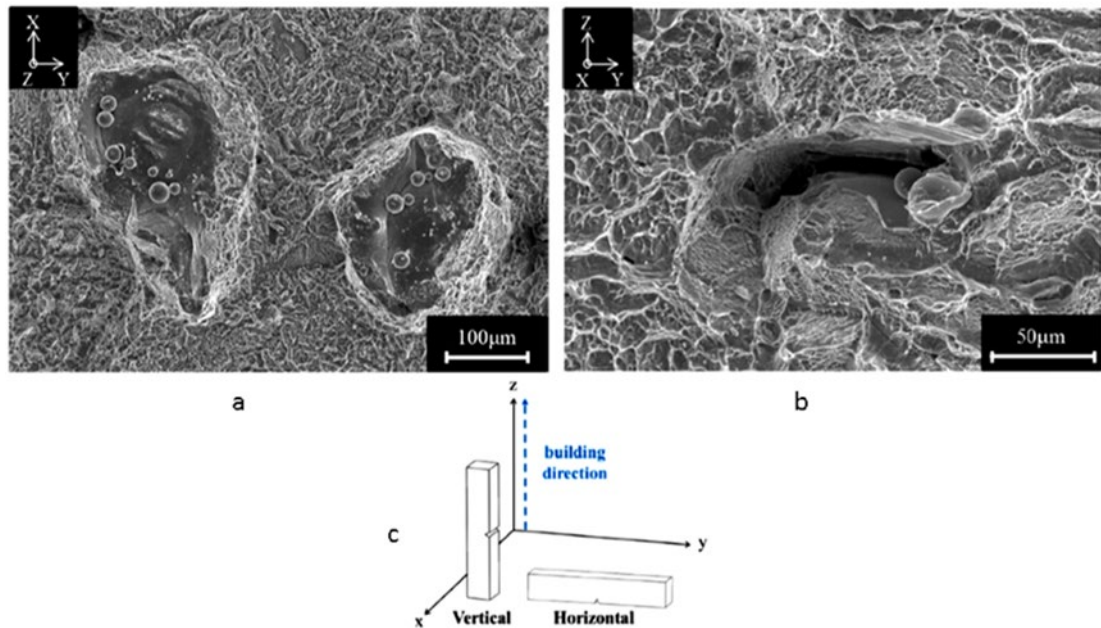 X
Z Y
100μm
Z
X Y
50μm
a
b
z
building
direction
c
y
x
Vertical
Horizontal